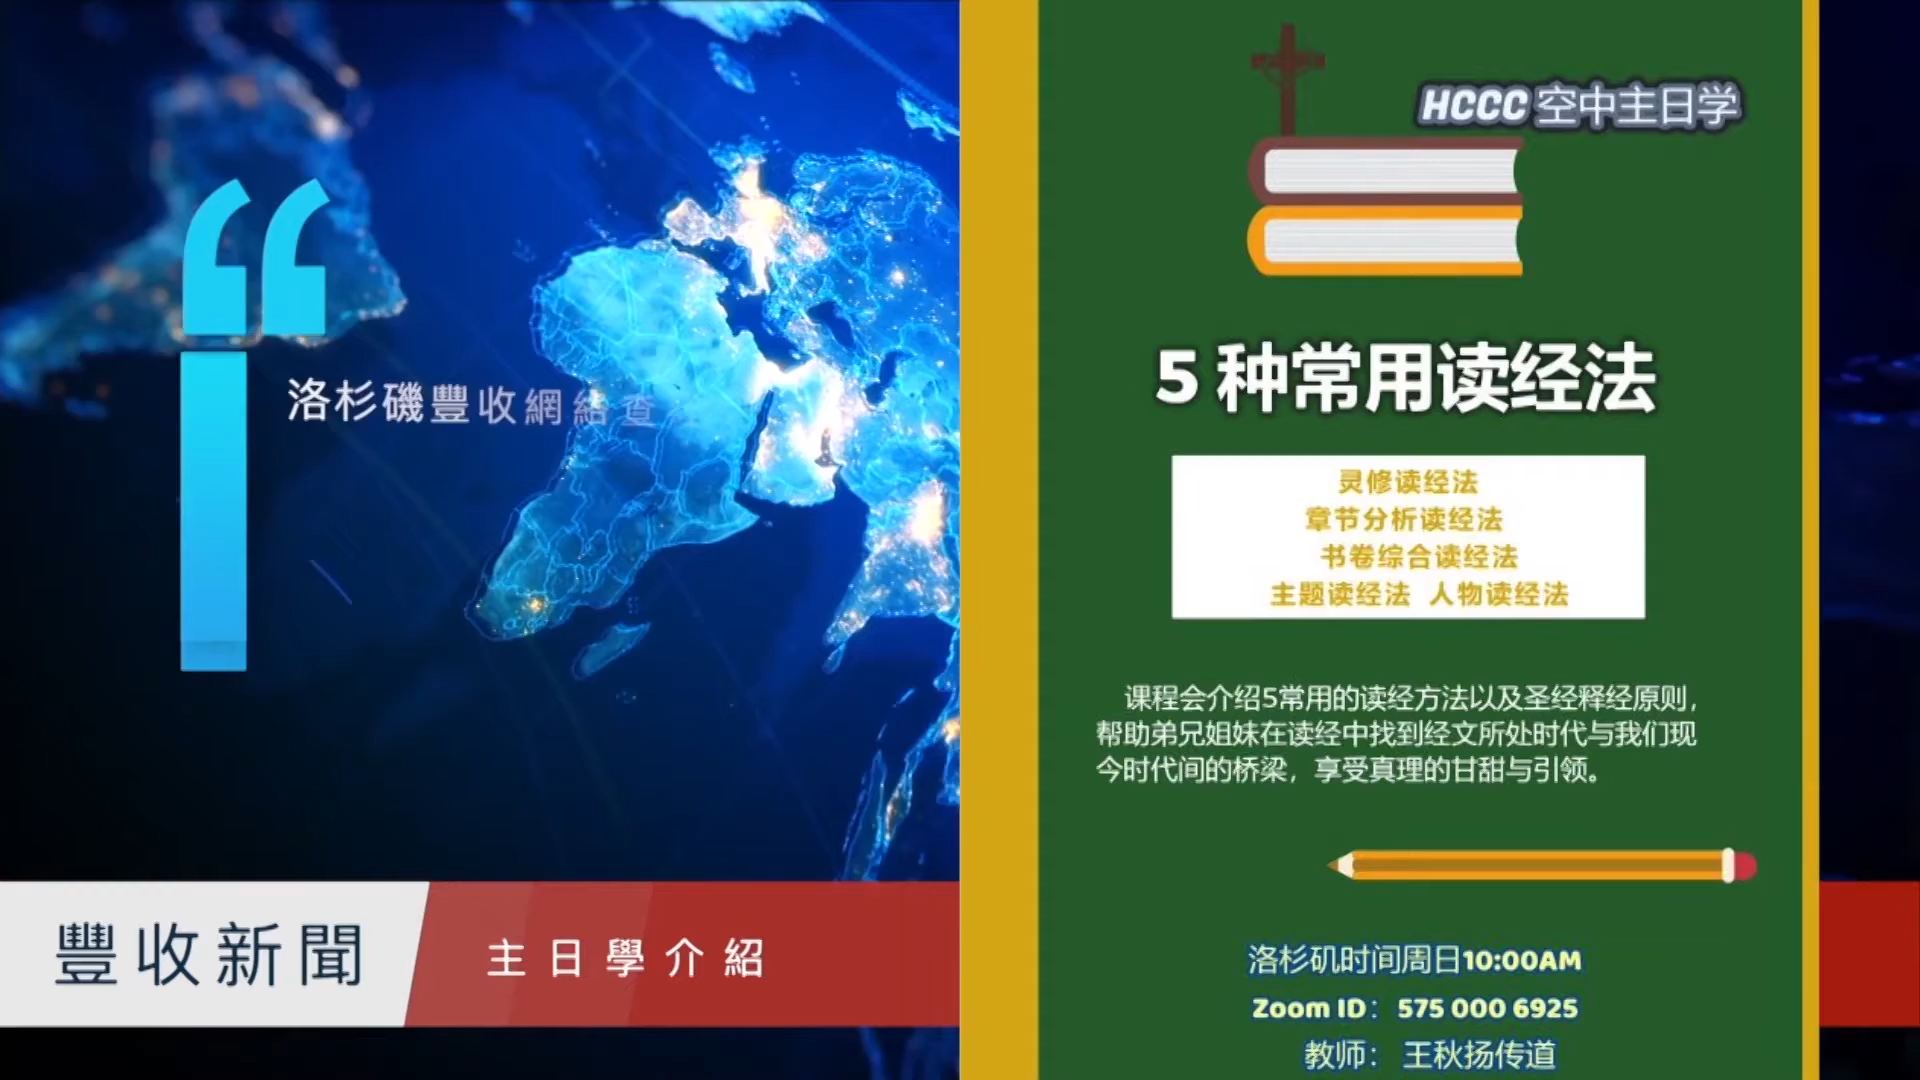 洛杉磯豐收網絡查
豐收新聞
主日學介紹
HCCC 空中主日学
5 种常用读经法
灵修读经法
章节分析读经法
书卷综合读经法
主题读经法 人物读经法
课程会介绍5常用的读经方法以及圣经释经原则，
帮助弟兄姐妹在读经中找到经文所处时代与我们现
今时代间的桥梁，享受真理的甘甜与引领。
洛杉矶时间周日10:00AM
Zoom ID： 575 000 6925
教师： 王秋扬传道